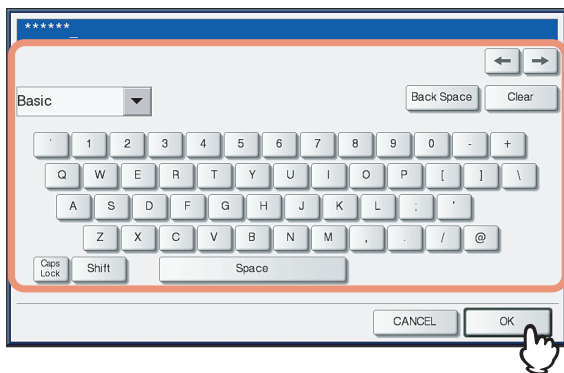 ******_
← →
Basic
Back Space Clear
` 1 2 3 4 5 6 7 8 9 0 - +
Q W E R T Y U I O P [ ] \
A S D F G H J K L ; '
Z X C V B N M , . / @
Caps Lock Shift Space
CANCEL OK